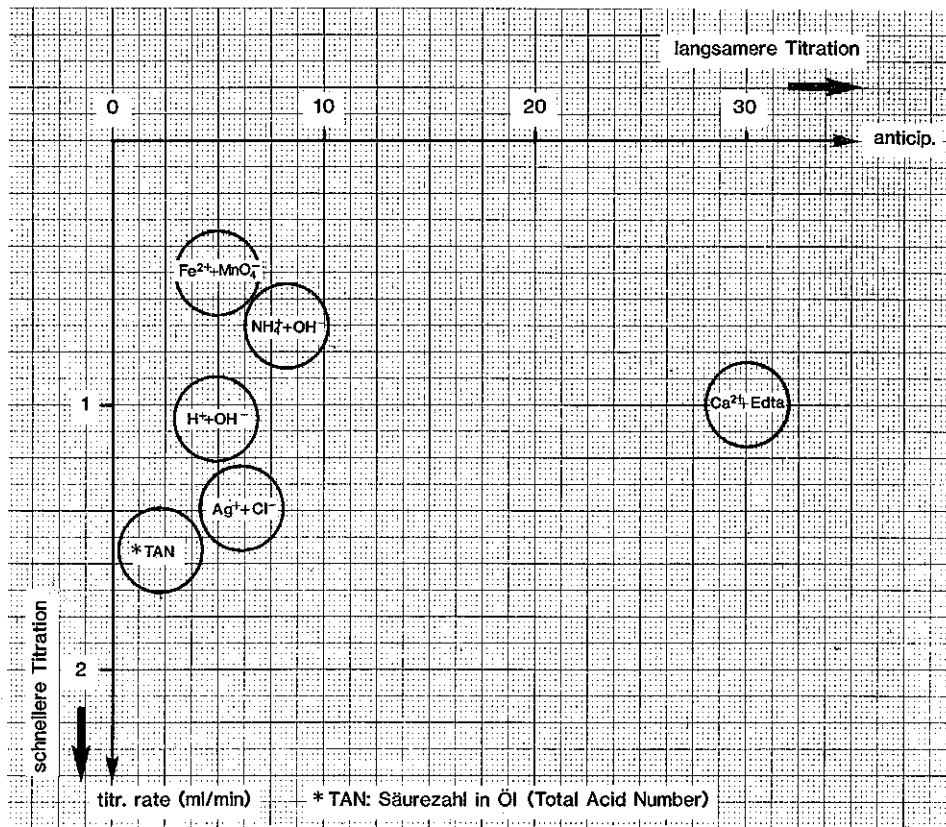 langsamere Titration
0 10 20 30
anticip.
Fe²⁺+MnO₄⁻
NH₄⁺+OH⁻
1
Ca²⁺+Edta
H⁺+OH⁻
Ag⁺+Cl⁻
*TAN
schnellere Titration
2
titr. rate (ml/min)
* TAN: Säurezahl in Öl (Total Acid Number)